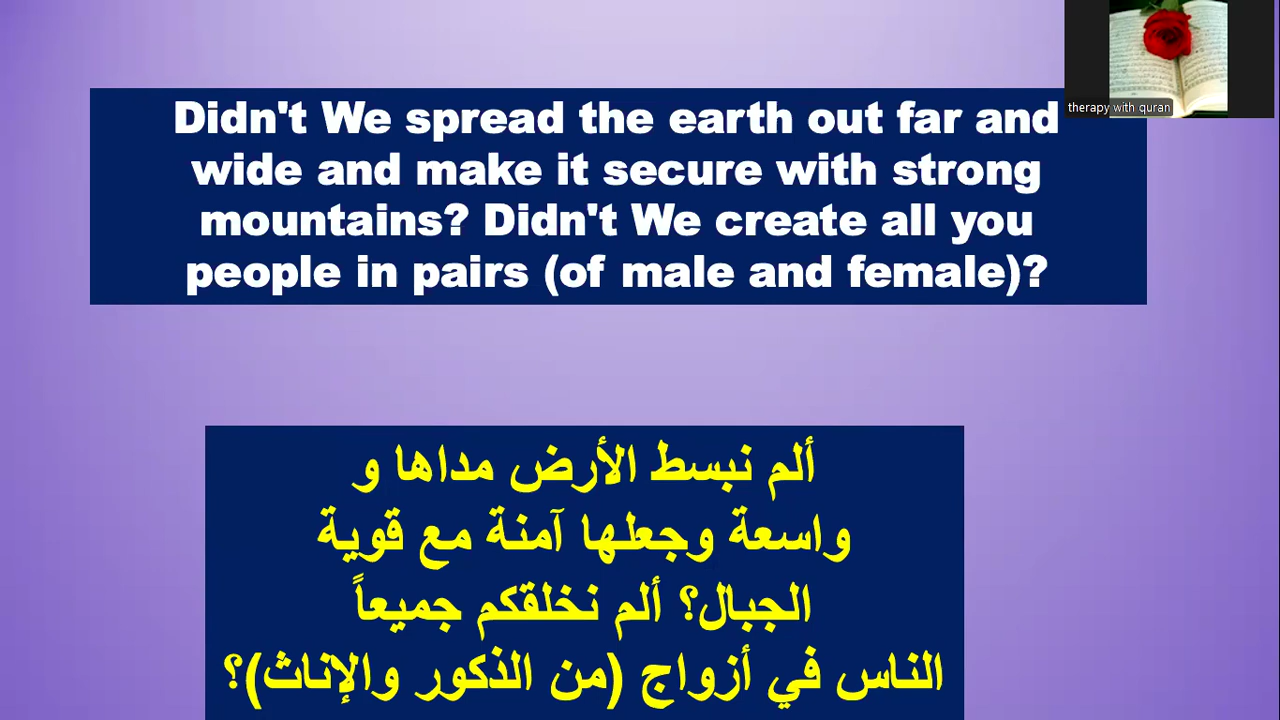 therapy with quran
Didn't We spread the earth out far and
wide and make it secure with strong
mountains? Didn't We create all you
people in pairs (of male and female)?
ألم نبسط الأرض مداها و
واسعة وجعلها آمنة مع قوية
الجبال؟ ألم نخلقكم جميعاً
الناس في أزواج (من الذكور والإناث)؟